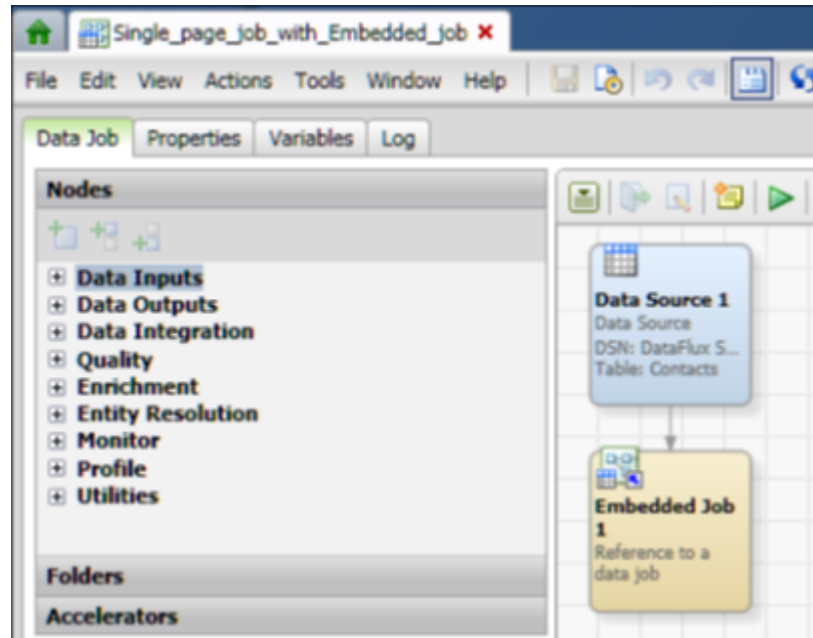 Single_page_job_with_Embedded_job
File Edit View Actions Tools Window Help
Data Job Properties Variables Log
Nodes
Data Inputs
Data Outputs
Data Integration
Quality
Enrichment
Entity Resolution
Monitor
Profile
Utilities
Folders
Accelerators
Data Source 1
Data Source
DSN: DataFlux S...
Table: Contacts
Embedded Job
1
Reference to a
data job